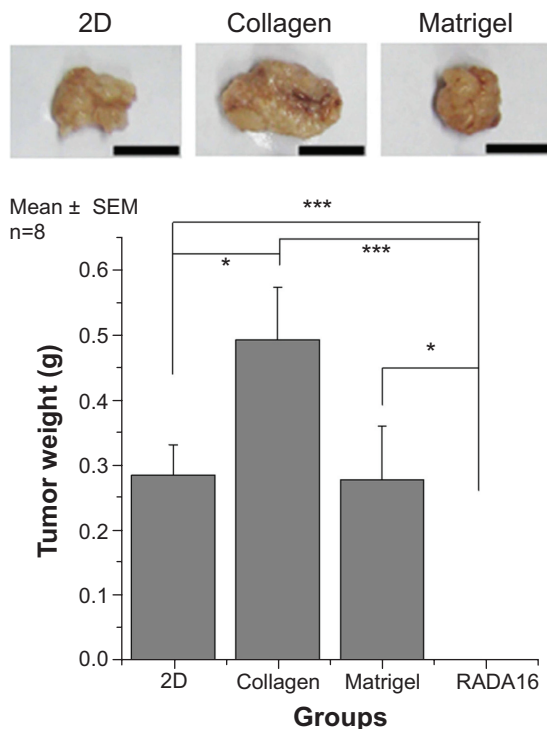 2D Collagen Matrigel
Mean ± SEM
n=8
***
*
***
*
0.6
0.5
0.4
0.3
0.2
0.1
0.0
Tumor weight (g)
2D Collagen Matrigel RADA16
Groups